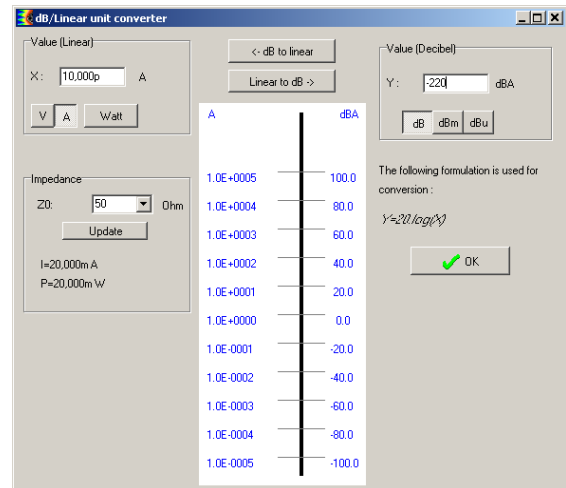 dB/Linear unit converter
Value (Linear)
X: 10,000p A
V A Watt
<- dB to linear
Linear to dB ->
Value (Decibel)
Y: -220 dBA
dB dBm dBu
Impedance
Z0: 50 Ohm
Update
I=20,000m A
P=20,000m W
A dBA
1.0E+0005 100.0
1.0E+0004 80.0
1.0E+0003 60.0
1.0E+0002 40.0
1.0E+0001 20.0
1.0E+0000 0.0
1.0E-0001 -20.0
1.0E-0002 -40.0
1.0E-0003 -60.0
1.0E-0004 -80.0
1.0E-0005 -100.0
The following formulation is used for
conversion :
Y=20.log(X)
OK